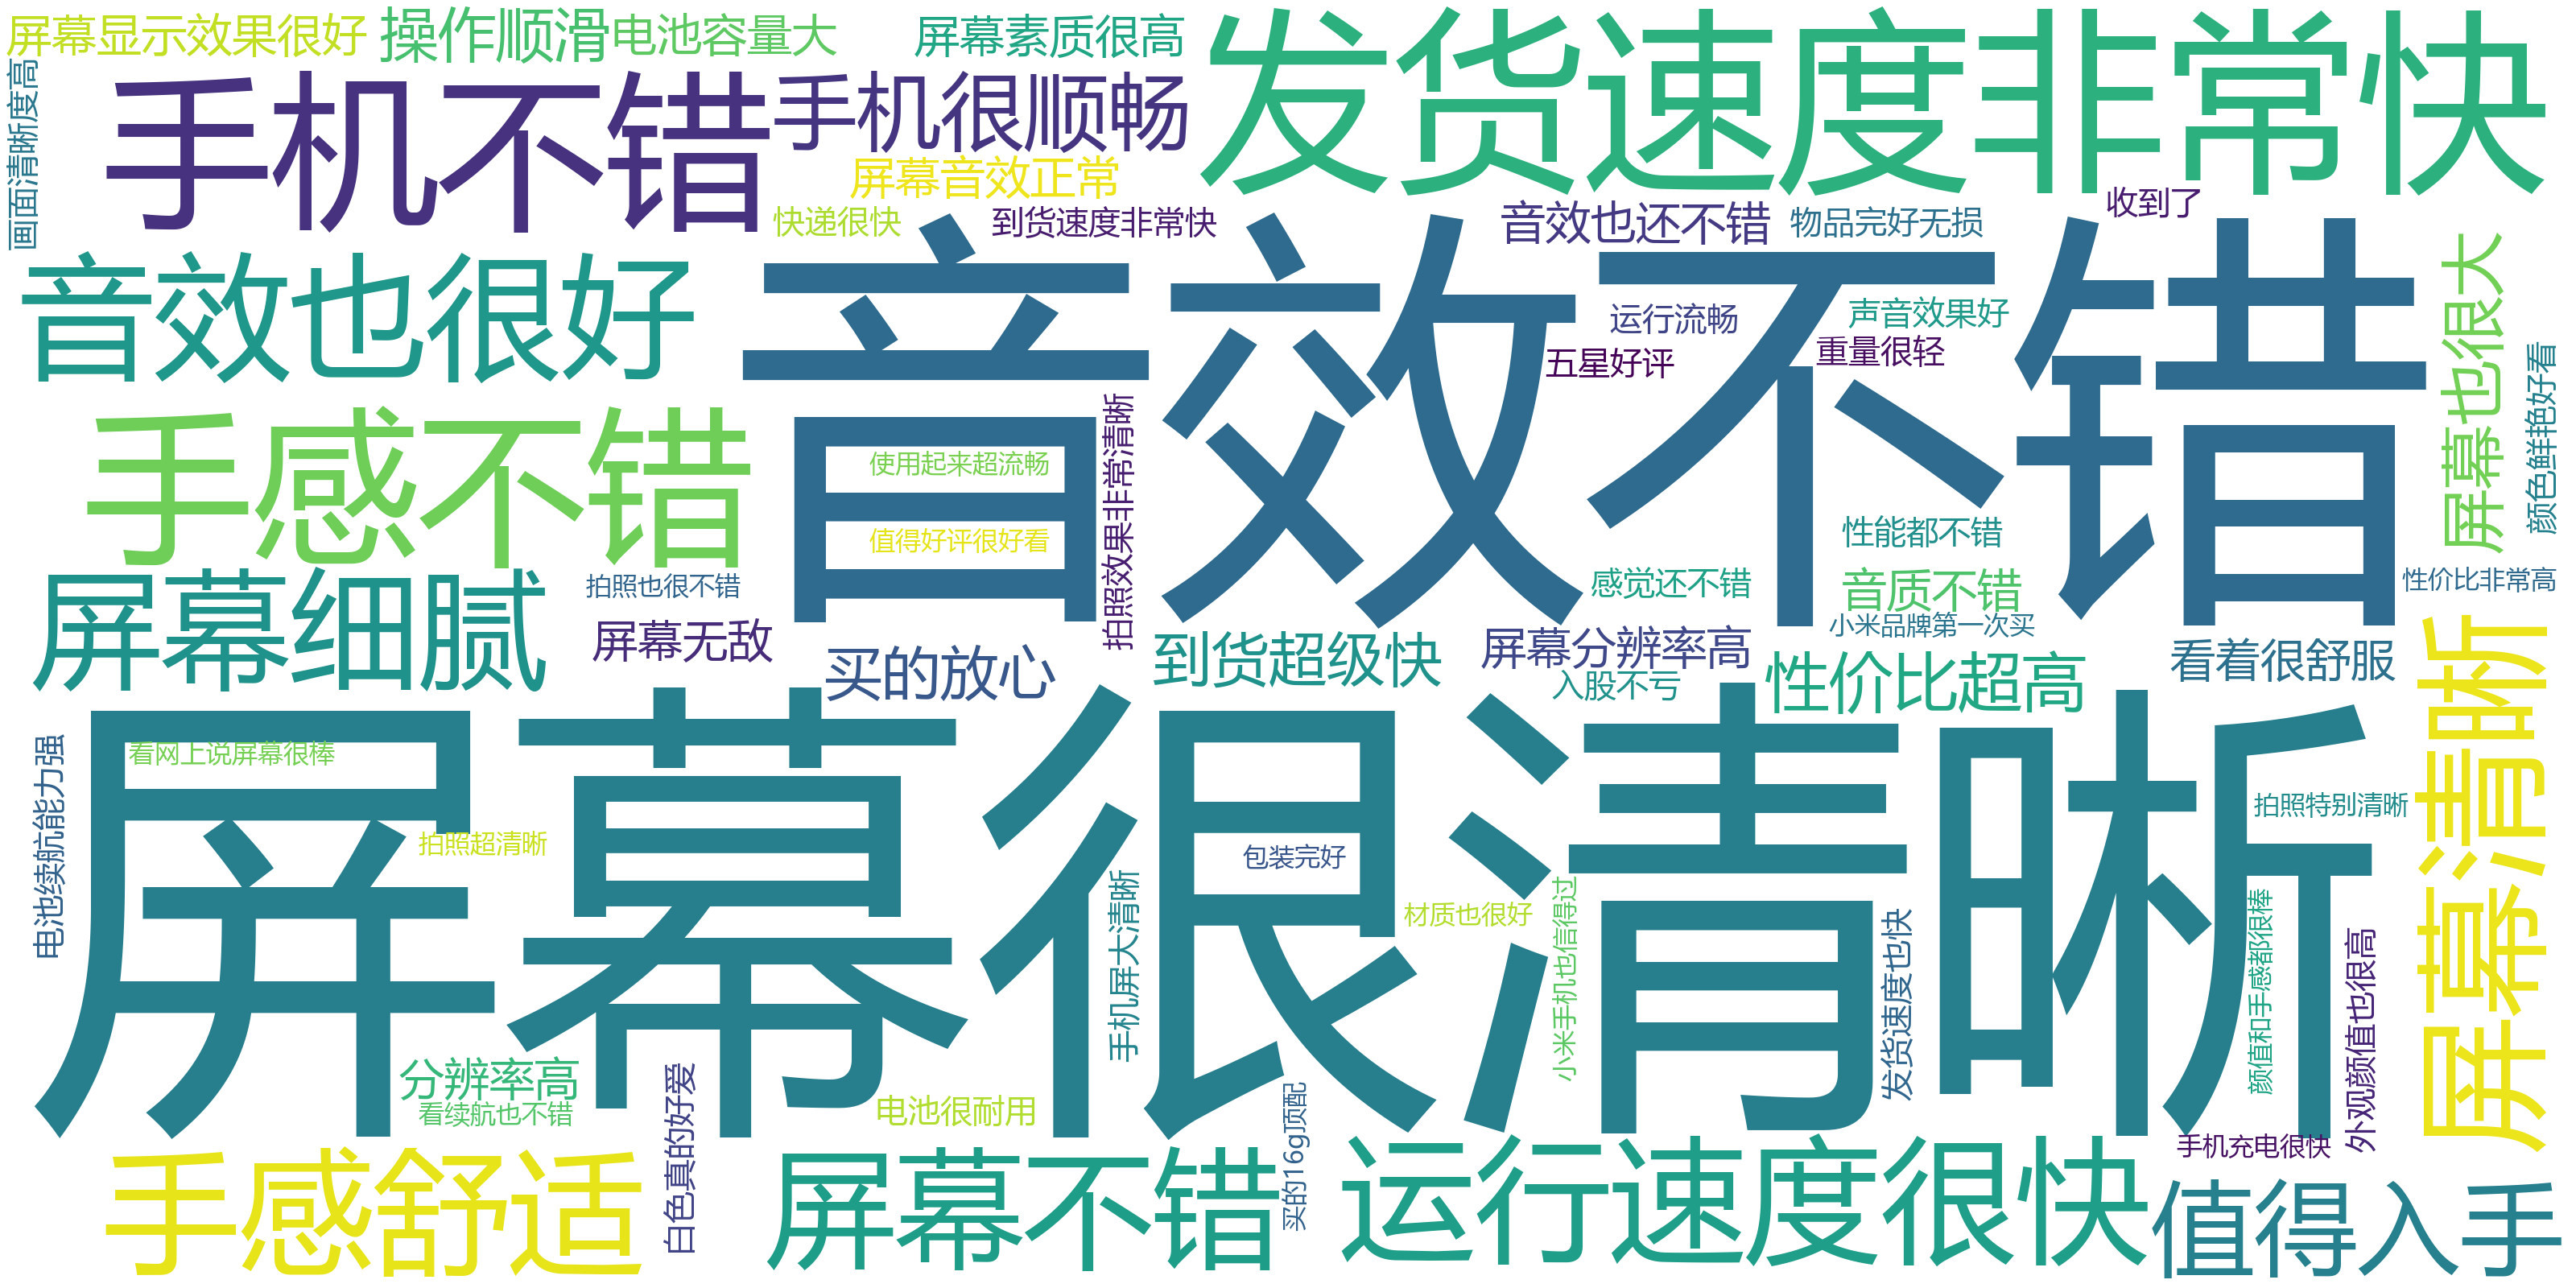 屏幕显示效果很好
操作顺滑
电池容量大
屏幕素质很高
发货速度非常快
画面清晰度高
手机不错
手机很顺畅
屏幕音效正常
快递很快
到货速度非常快
音效也还不错
物品完好无损
收到了
音效也很好
音效不错
运行流畅
声音效果好
五星好评
重量很轻
屏幕也很大
颜色鲜艳好看
手感不错
使用起来超流畅
值得好评很好看
拍照效果非常清晰
性能都不错
屏幕细腻
拍照也很不错
感觉还不错
音质不错
性价比非常高
小米品牌第一次买
屏幕无敌
买的放心
到货超级快
屏幕分辨率高
入股不亏
性价比超高
看着很舒服
屏幕清晰
屏幕很清晰
看网上说屏幕很棒
电池续航能力强
拍照超清晰
包装完好
拍照特别清晰
手机屏大清晰
材质也很好
小米手机也信得过
发货速度也快
颜值和手感都很棒
外观颜值也很高
分辨率高
看续航也不错
白色真的好爱
电池很耐用
买的16g顶配
手机充电很快
手感舒适
屏幕不错
运行速度很快
值得入手